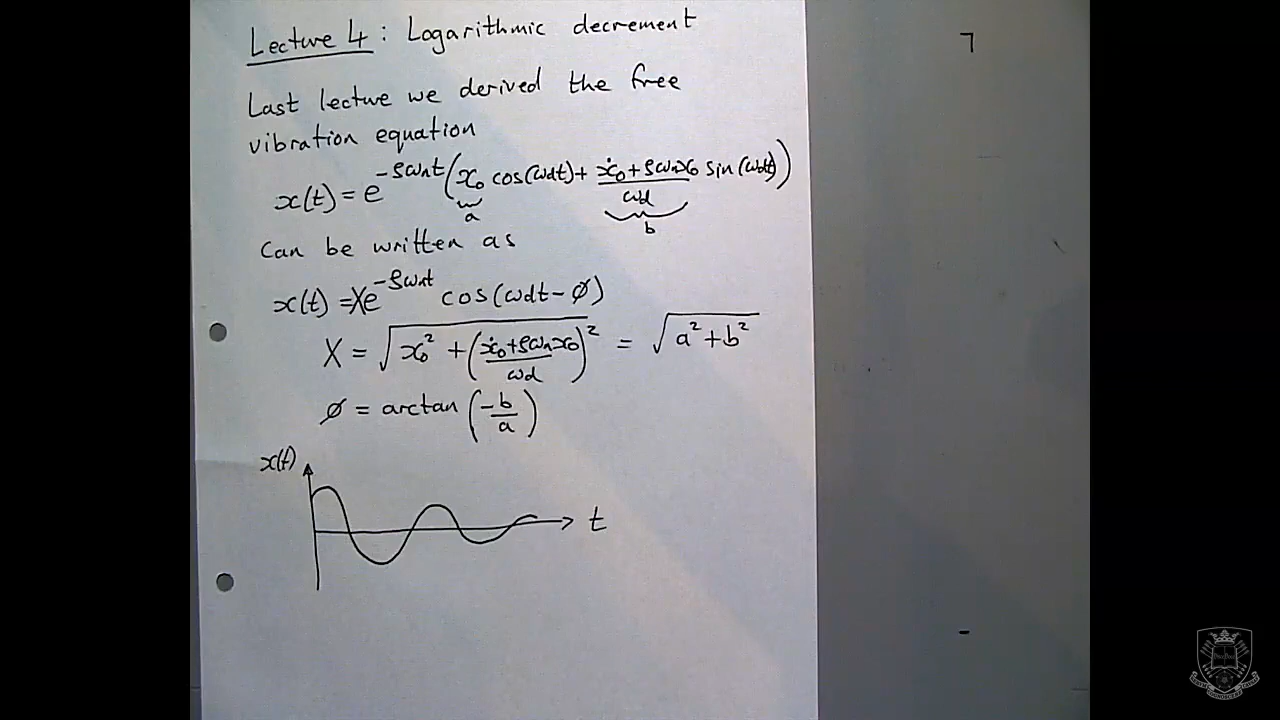 Lecture 4 : Logarithmic decrement
Last lecture we derived the free
vibration equation
x(t) = e^{-ζωnt} (x₀ cos(ωdt) + (ẋ₀ + ζωnx₀)/ωd sin(ωdt))
a
b
Can be written as
x(t) = Xe^{-ζωnt} cos(ωdt - ø)
X = √(x₀² + ((ẋ₀ + ζωnx₀)/ωd)²) = √(a² + b²)
ø = arctan (-b/a)
x(t)
t